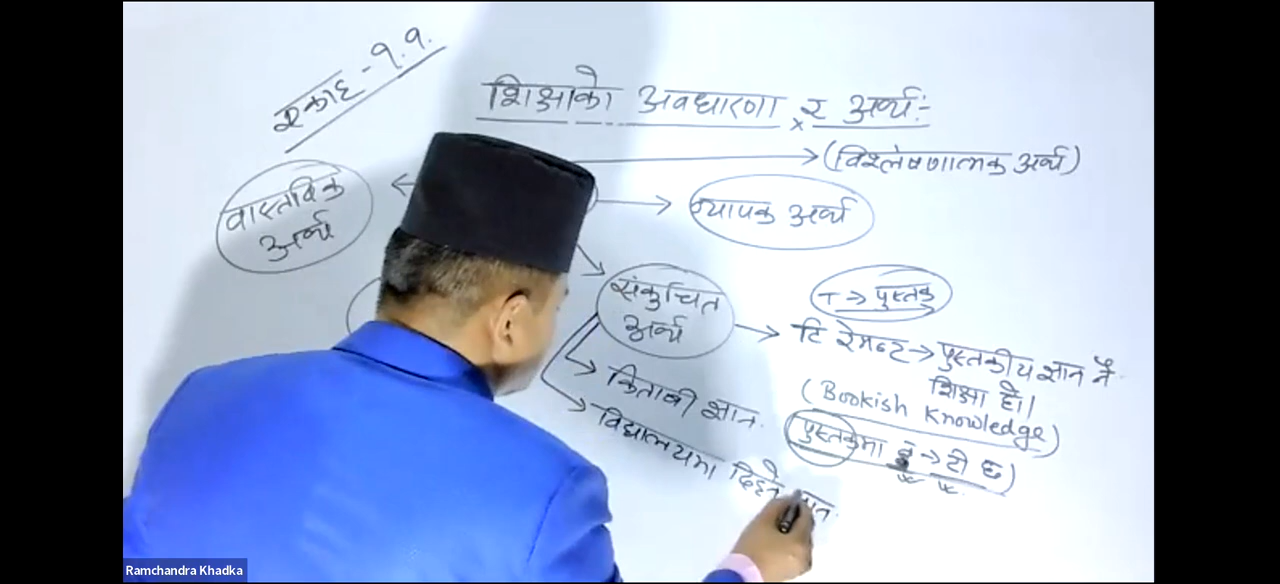 एकाइ - १.१.
शिक्षाको अवधारणा र अर्थ:-
(विश्लेषणात्मक अर्थ)
वास्तविक
अर्थ
व्यापक अर्थ
संकुचित
अर्थ
T → पुस्तक
टि रेमन्ट → पुस्तकीय ज्ञान नै
शिक्षा हो।
(Bookish Knowledge)
पुस्तकमा → टी छ)
→ किताबी ज्ञान.
→ विद्यालयमा दिइने
Ramchandra Khadka